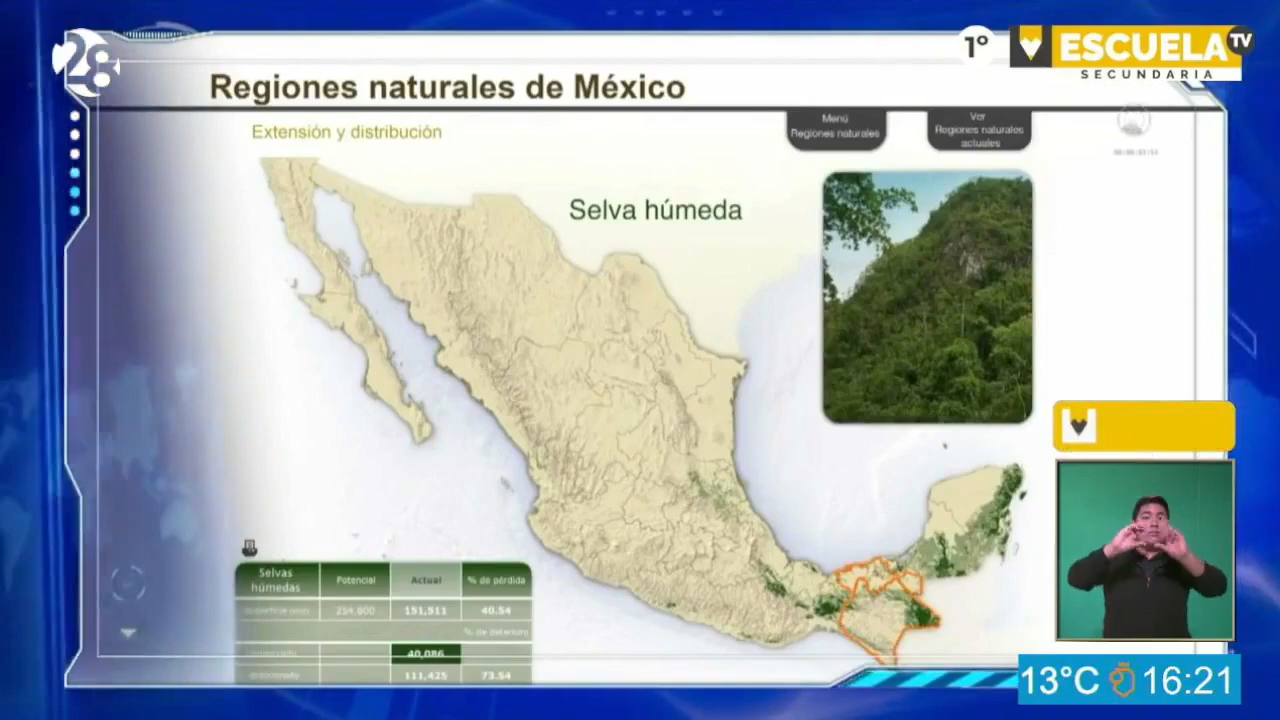 28
1°
ESCUELA TV
SECUNDARIA
Regiones naturales de México
Extensión y distribución
Menú
Regiones naturales
Ver
Regiones naturales
actuales
Selva húmeda
Selvas
húmedas
Potencial
Actual
% de pérdida
254,800
151,511
40.54
% de deterioro
40,086
111,425
73.54
13°C
16:21